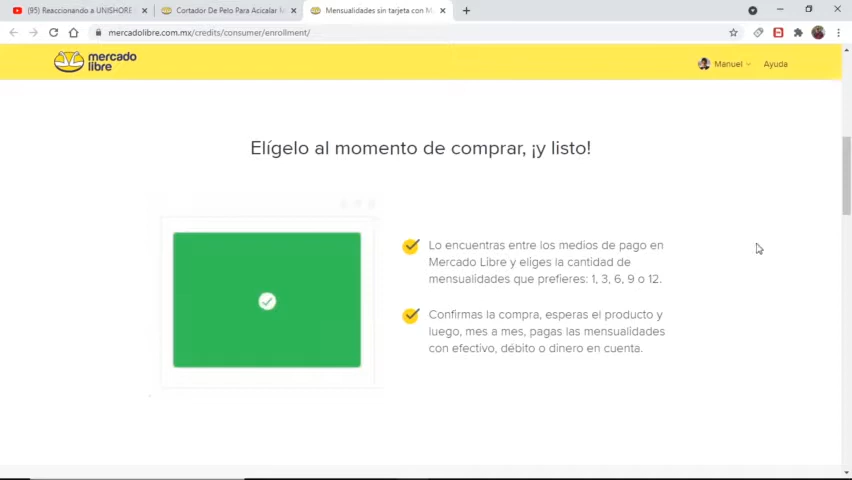 (95) Reaccionando a UNISHORE
Cortador De Pelo Para Acicalar
Mensualidades sin tarjeta con M
mercadolibre.com.mx/credits/consumer/enrollment/
mercado
libre
Manuel
Ayuda
Elígelo al momento de comprar, ¡y listo!
Lo encuentras entre los medios de pago en
Mercado Libre y eliges la cantidad de
mensualidades que prefieres: 1, 3, 6, 9 o 12.
Confirmas la compra, esperas el producto y
luego, mes a mes, pagas las mensualidades
con efectivo, débito o dinero en cuenta.